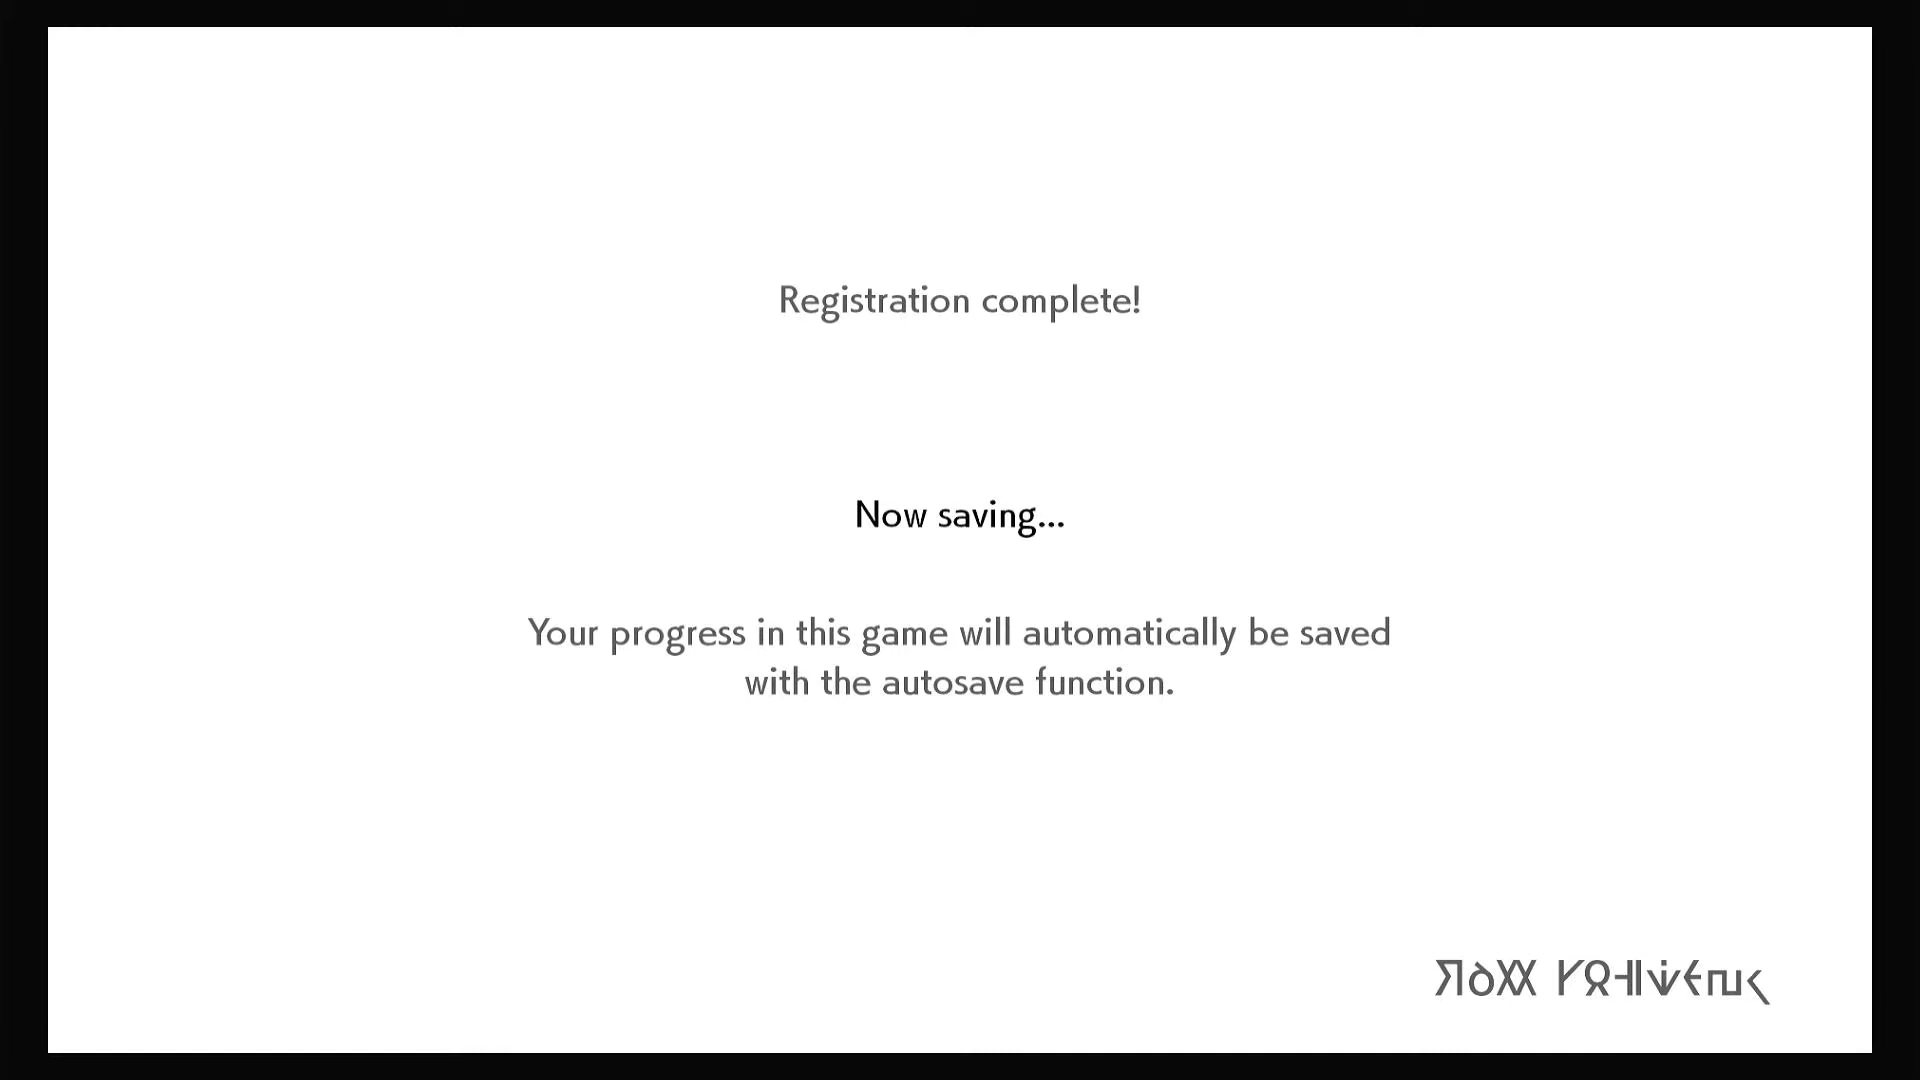 Registration complete!
Now saving...
Your progress in this game will automatically be saved
with the autosave function.